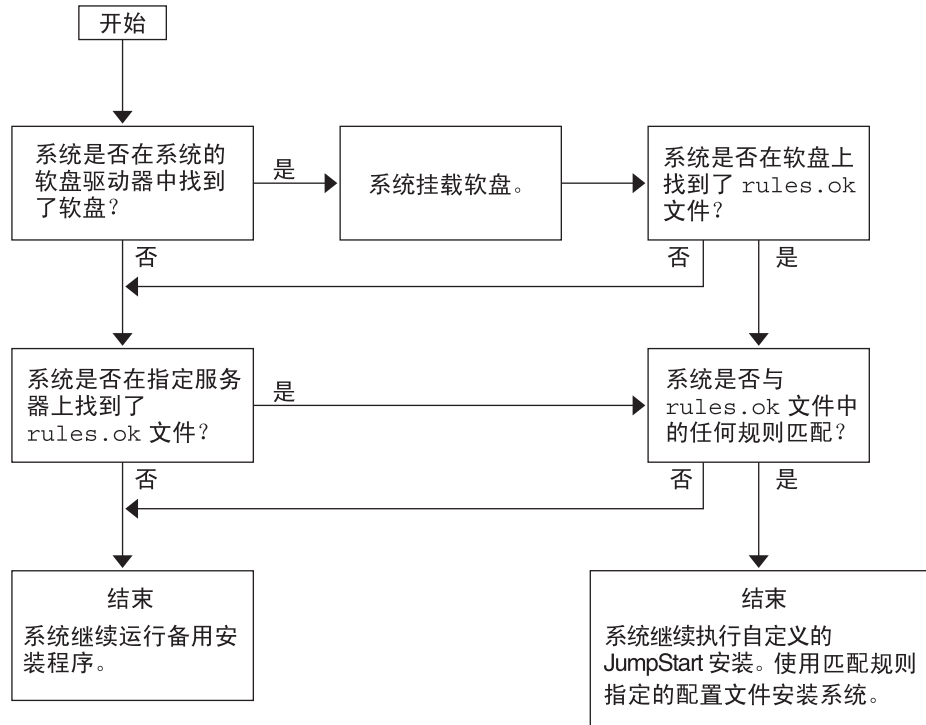 开始
系统是否在系统的
软盘驱动器中找到
了软盘?
是
系统挂载软盘。
系统是否在软盘上
找到了 rules.ok
文件?
否
否
是
系统是否在指定服务
器上找到了
rules.ok 文件?
是
系统是否与
rules.ok 文件中
的任何规则匹配?
否
否
是
结束
系统继续运行备用安
装程序。
结束
系统继续执行自定义的
JumpStart 安装。使用匹配规则
指定的配置文件安装系统。